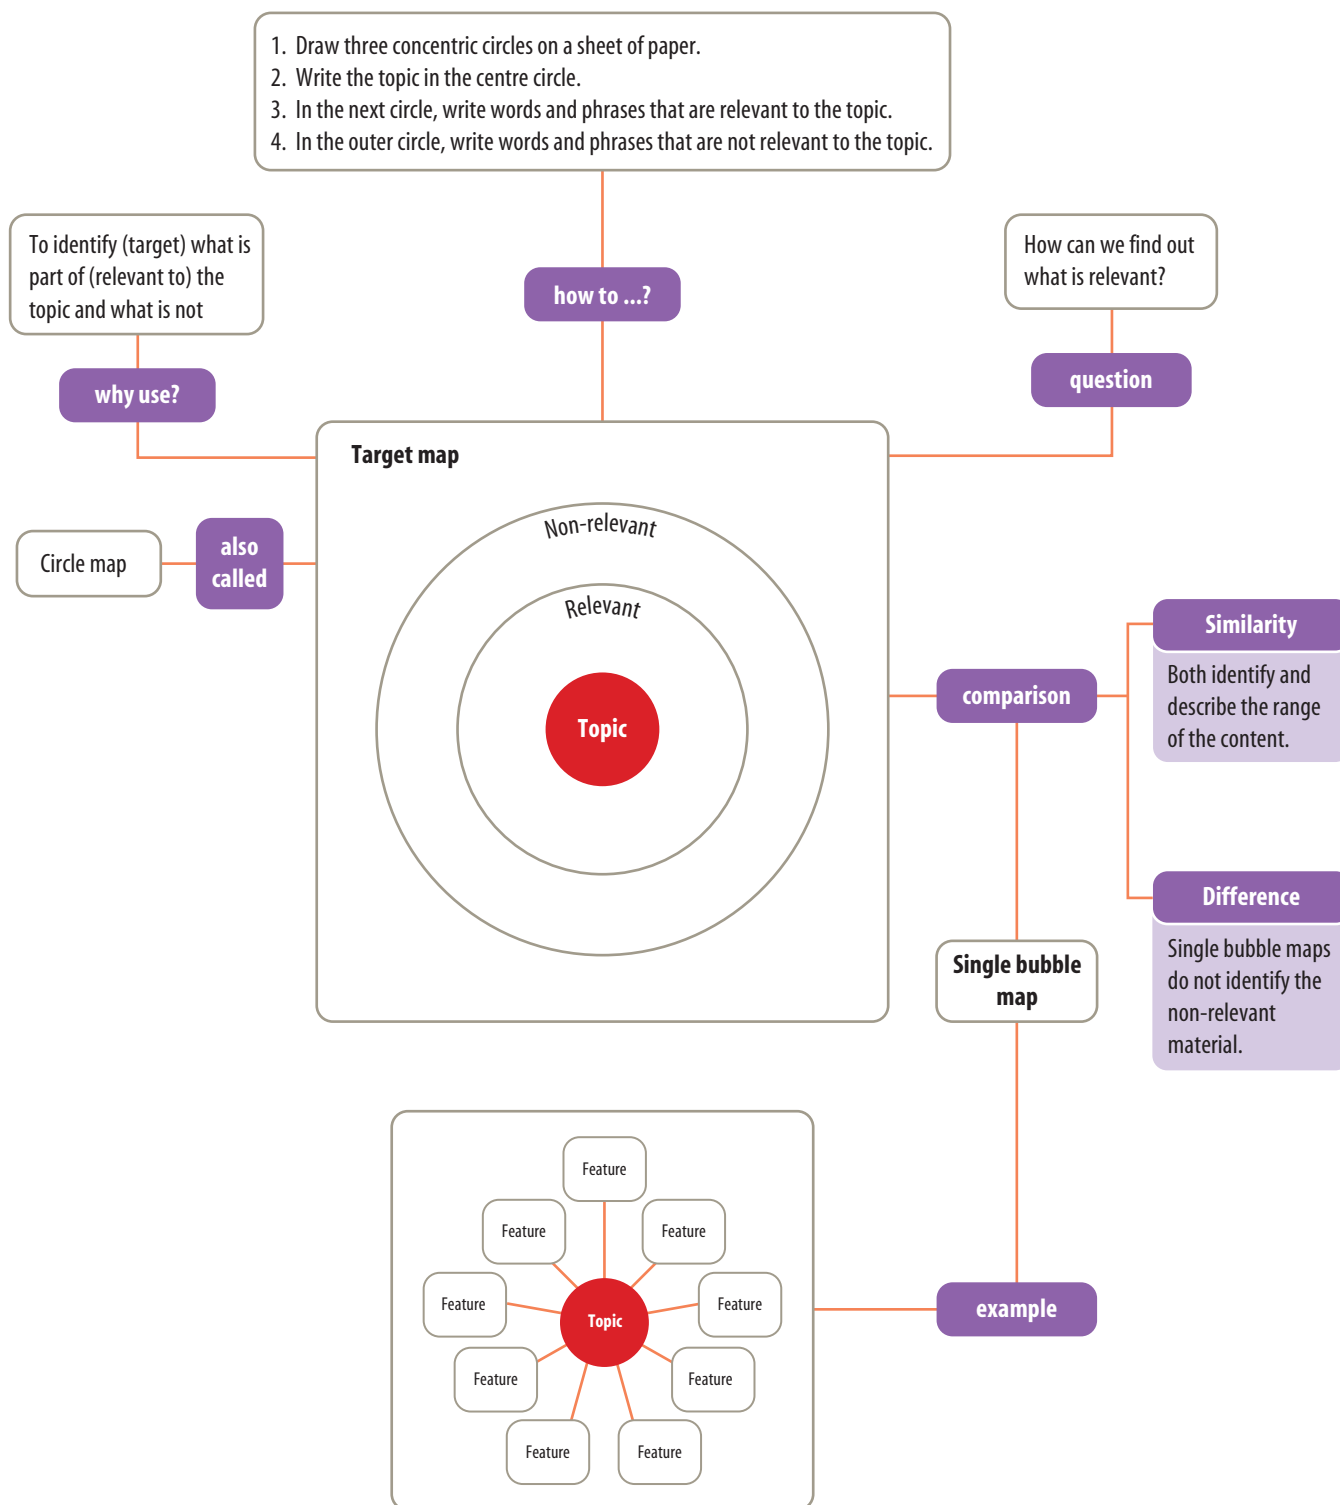 1. Draw three concentric circles on a sheet of paper.
2. Write the topic in the centre circle.
3. In the next circle, write words and phrases that are relevant to the topic.
4. In the outer circle, write words and phrases that are not relevant to the topic.
To identify (target) what is
part of (relevant to) the
topic and what is not
how to ...?
How can we find out
what is relevant?
why use?
question
Target map
Non-relevant
Relevant
Topic
also
called
Circle map
comparison
Similarity
Both identify and
describe the range
of the content.
Difference
Single bubble maps
do not identify the
non-relevant
material.
Single bubble
map
example
Feature
Feature
Feature
Feature
Feature
Topic
Feature
Feature
Feature
Feature